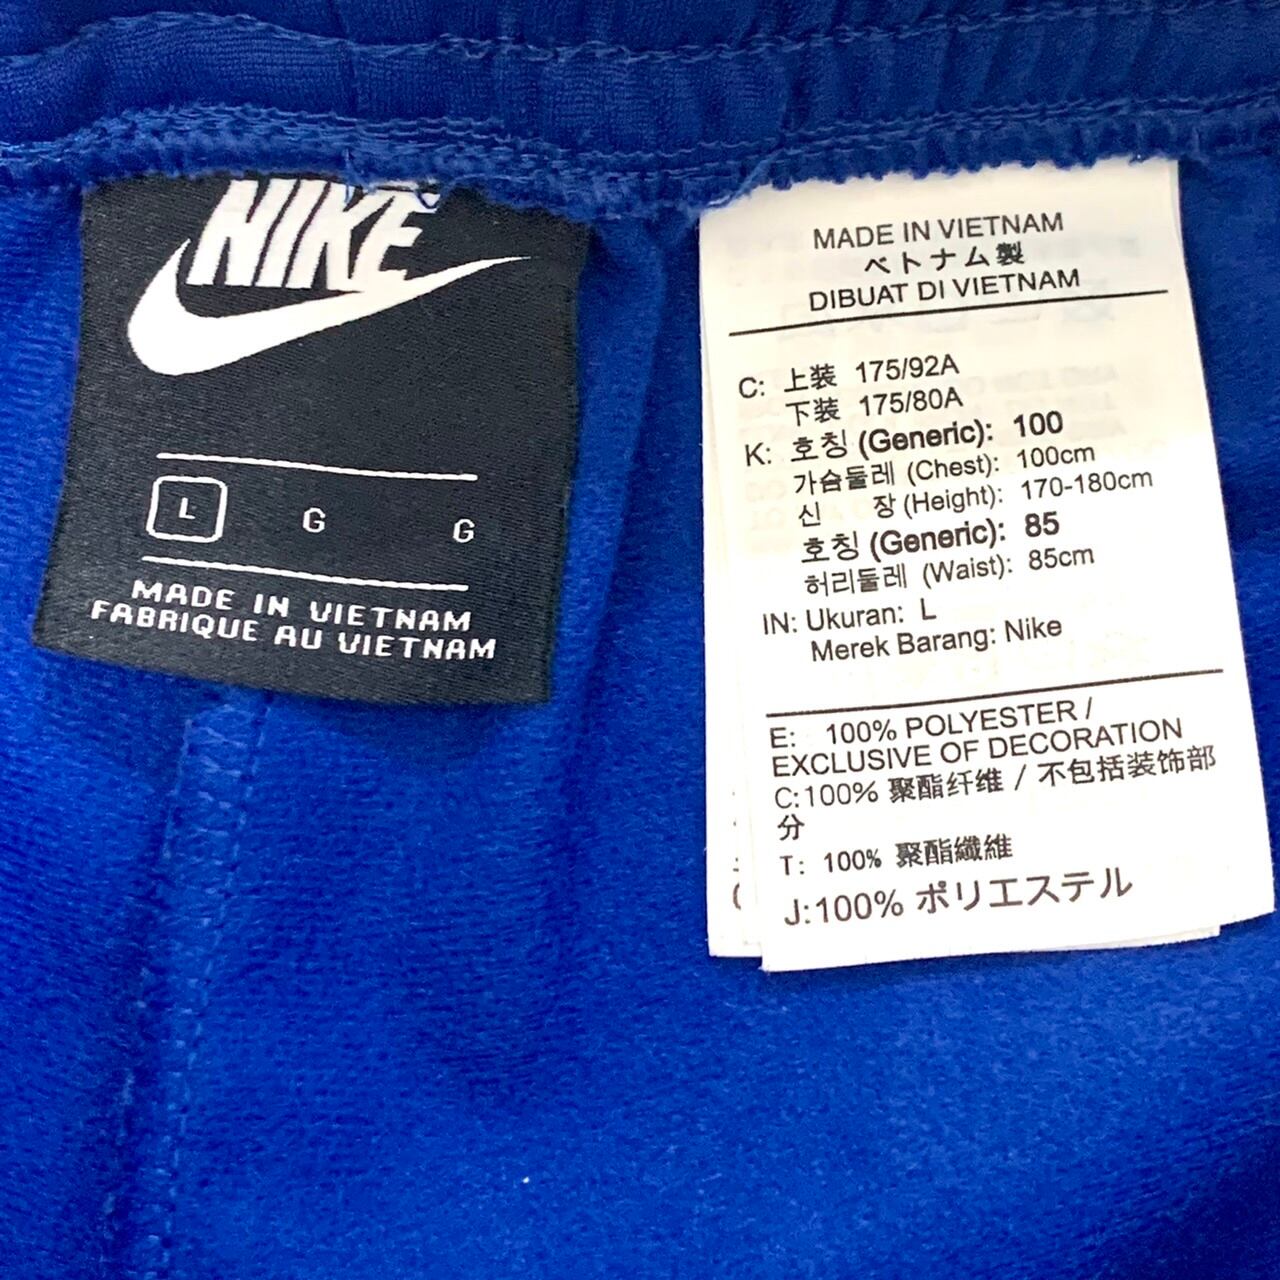 NIKE
L G G
MADE IN VIETNAM
FABRIQUE AU VIETNAM
MADE IN VIETNAM
ベトナム製
DIBUAT DI VIETNAM
C: 上装 175/92A
下装 175/80A
K: 호칭 (Generic): 100
가슴둘레 (Chest): 100cm
신 장 (Height): 170-180cm
호칭 (Generic): 85
허리둘레 (Waist): 85cm
IN: Ukuran: L
Merek Barang: Nike
E: 100% POLYESTER /
EXCLUSIVE OF DECORATION
C:100% 聚酯纤维 / 不包括装饰部
分
T: 100% 聚酯纖維
J:100% ポリエステル